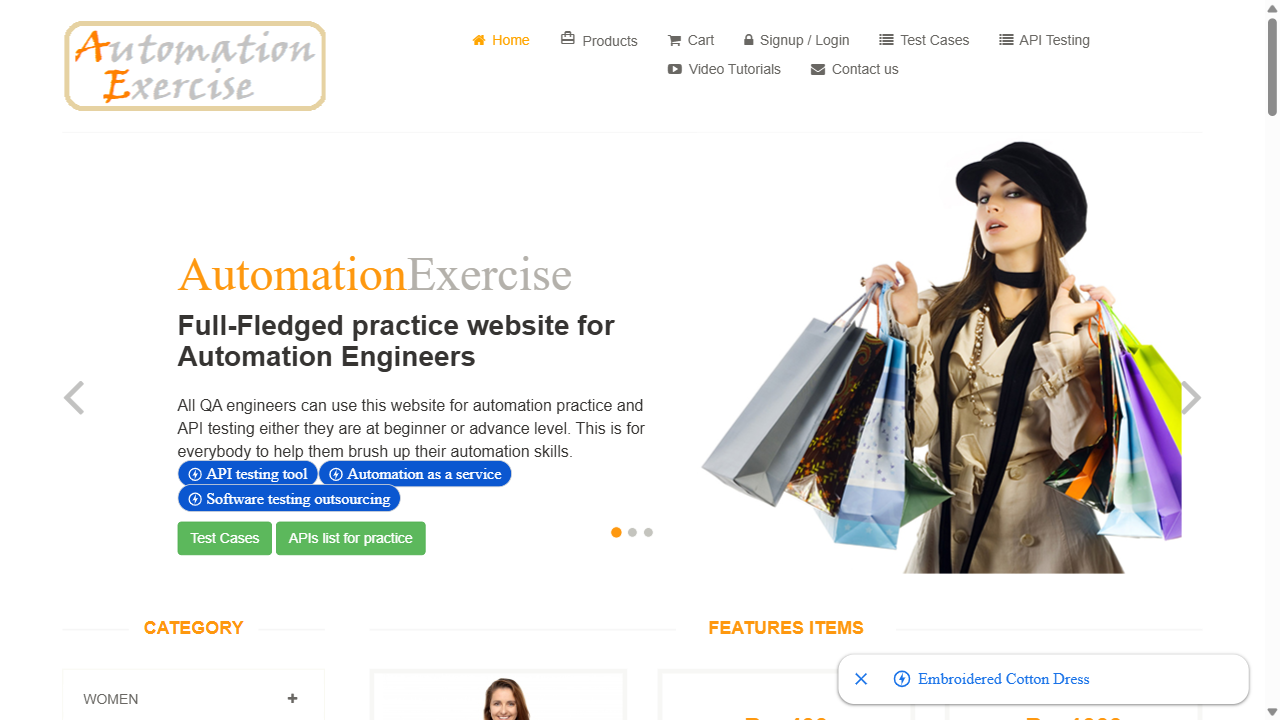 Automation
Exercise
Home
Products
Cart
Signup / Login
Test Cases
API Testing
Video Tutorials
Contact us
AutomationExercise
Full-Fledged practice website for
Automation Engineers
All QA engineers can use this website for automation practice and
API testing either they are at beginner or advance level. This is for
everybody to help them brush up their automation skills.
API testing tool
Automation as a service
Software testing outsourcing
Test Cases
APIs list for practice
CATEGORY
FEATURES ITEMS
WOMEN
Embroidered Cotton Dress